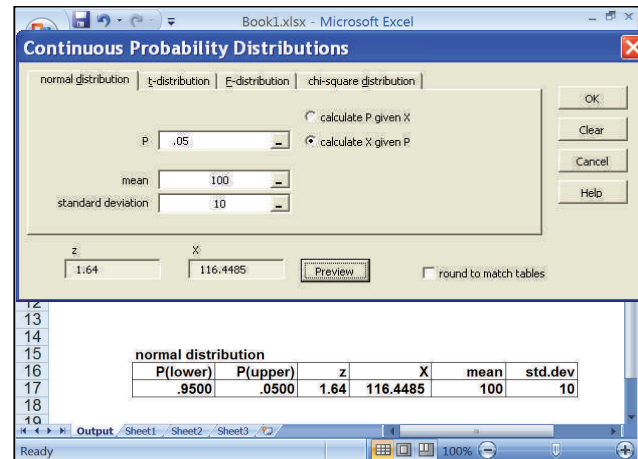 Book1.xlsx - Microsoft Excel
Continuous Probability Distributions
normal distribution t-distribution F-distribution chi-square distribution
OK
calculate P given X
Clear
P .05 calculate X given P
Cancel
mean 100
Help
standard deviation 10
z X
1.64 116.4485 Preview round to match tables
12
13
14
15 normal distribution
16 P(lower) P(upper) z X mean std.dev
17 .9500 .0500 1.64 116.4485 100 10
18
19
Output Sheet1 Sheet2 Sheet3
Ready 100%